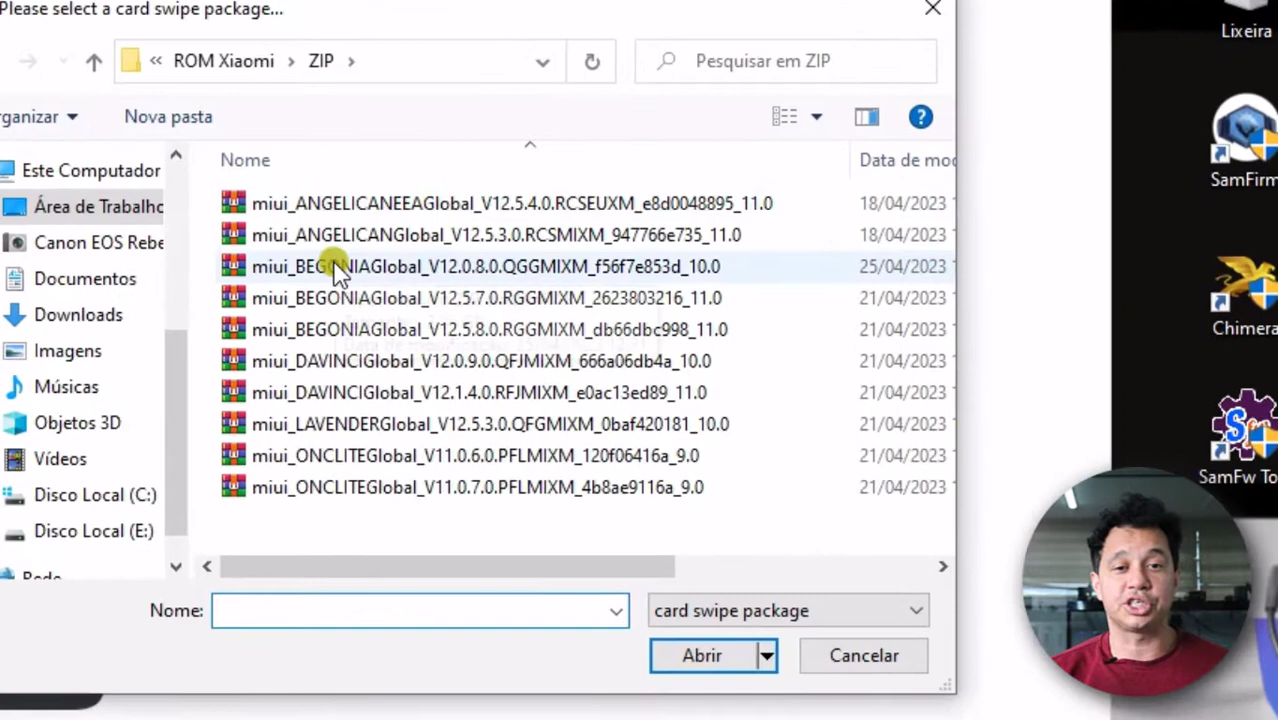 Please select a card swipe package...
Lixeira
« ROM Xiaomi › ZIP ›
Pesquisar em ZIP
rganizar
Nova pasta
Nome
Data de mo
Este Computador
Área de Trabalho
Canon EOS Rebe
Documentos
Downloads
Imagens
Músicas
Objetos 3D
Vídeos
Disco Local (C:)
Disco Local (E:)
Rede
miui_ANGELICANEEAGlobal_V12.5.4.0.RCSEUXM_e8d0048895_11.0 18/04/2023
miui_ANGELICANGlobal_V12.5.3.0.RCSMIXM_947766e735_11.0 18/04/2023
miui_BEGONIAGlobal_V12.0.8.0.QGGMIXM_f56f7e853d_10.0 25/04/2023
miui_BEGONIAGlobal_V12.5.7.0.RGGMIXM_2623803216_11.0 21/04/2023
miui_BEGONIAGlobal_V12.5.8.0.RGGMIXM_db66dbc998_11.0 21/04/2023
miui_DAVINCIGlobal_V12.0.9.0.QFJMIXM_666a06db4a_10.0 21/04/2023
miui_DAVINCIGlobal_V12.1.4.0.RFJMIXM_e0ac13ed89_11.0 21/04/2023
miui_LAVENDERGlobal_V12.5.3.0.QFGMIXM_0baf420181_10.0 21/04/2023
miui_ONCLITEGlobal_V11.0.6.0.PFLMIXM_120f06416a_9.0 21/04/2023
miui_ONCLITEGlobal_V11.0.7.0.PFLMIXM_4b8ae9116a_9.0 21/04/2023
Nome:
card swipe package
Abrir
Cancelar
SamFirm
Chimera
SamFw To